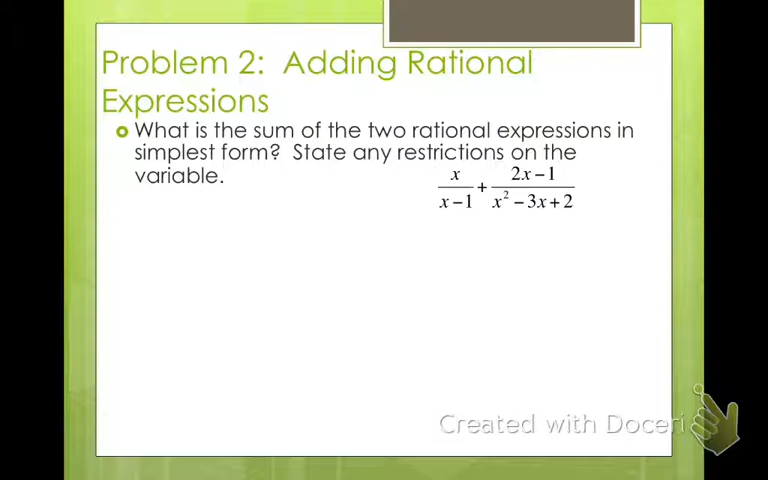 Problem 2: Adding Rational
Expressions
What is the sum of the two rational expressions in
simplest form? State any restrictions on the
variable.
x/(x−1) + (2x−1)/(x² − 3x + 2)
Created with Doceri